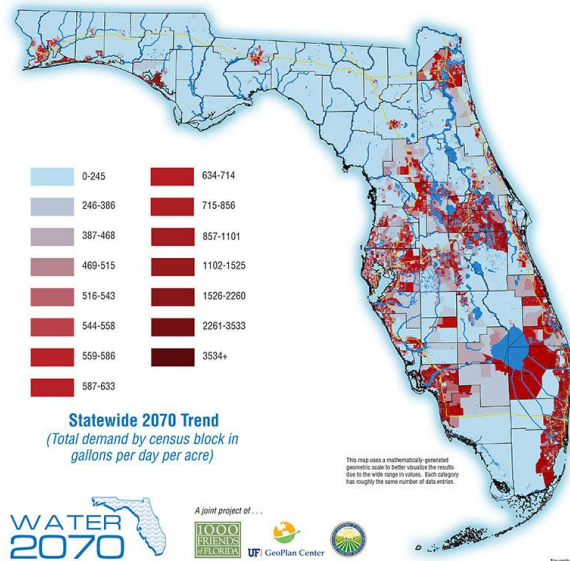 0-245
246-386
387-468
469-515
516-543
544-558
559-586
587-633
634-714
715-856
857-1101
1102-1525
1526-2260
2261-3533
3534+
Statewide 2070 Trend
(Total demand by census block in
gallons per day per acre)
This map uses a mathematically-generated
geometric scale to better visualize the results
due to the wide range in values. Each category
has roughly the same number of data entries.
WATER
2070
A joint project of . . .
1000
FRIENDS
OF FLORIDA
UF GeoPlan Center